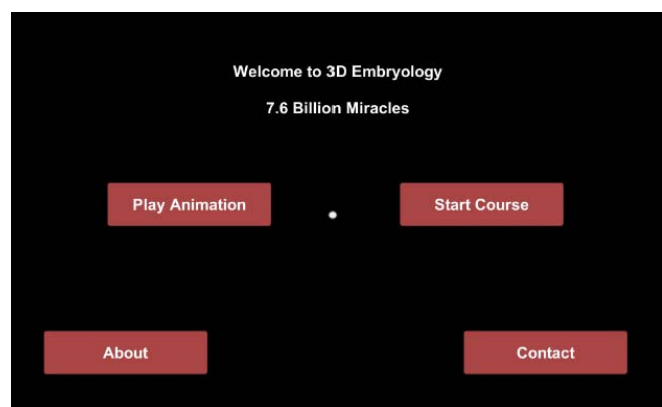 Welcome to 3D Embryology
7.6 Billion Miracles
Play Animation
Start Course
About
Contact